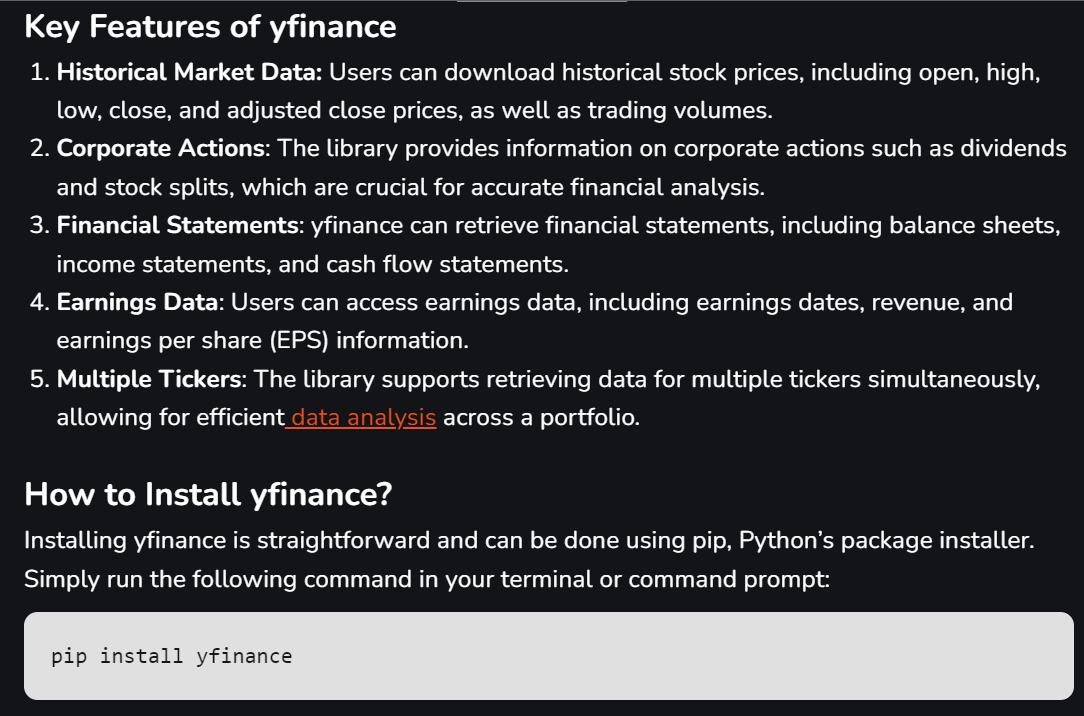 Key Features of yfinance
1. Historical Market Data: Users can download historical stock prices, including open, high,
low, close, and adjusted close prices, as well as trading volumes.
2. Corporate Actions: The library provides information on corporate actions such as dividends
and stock splits, which are crucial for accurate financial analysis.
3. Financial Statements: yfinance can retrieve financial statements, including balance sheets,
income statements, and cash flow statements.
4. Earnings Data: Users can access earnings data, including earnings dates, revenue, and
earnings per share (EPS) information.
5. Multiple Tickers: The library supports retrieving data for multiple tickers simultaneously,
allowing for efficient data analysis across a portfolio.
How to Install yfinance?
Installing yfinance is straightforward and can be done using pip, Python’s package installer.
Simply run the following command in your terminal or command prompt:
pip install yfinance